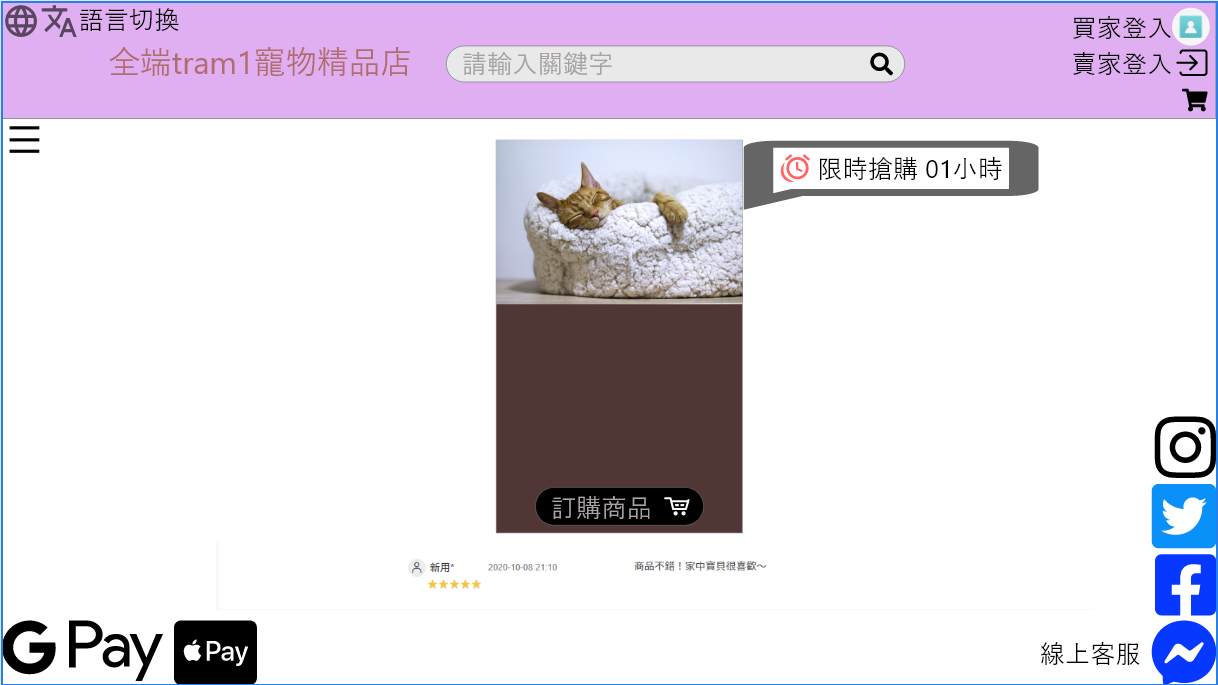 語言切換
買家登入
全端tram1寵物精品店
請輸入關鍵字
賣家登入
限時搶購 01小時
訂購商品
新用*
2020-10-08 21:10
商品不錯！家中寶貝很喜歡～
G Pay
Pay
線上客服